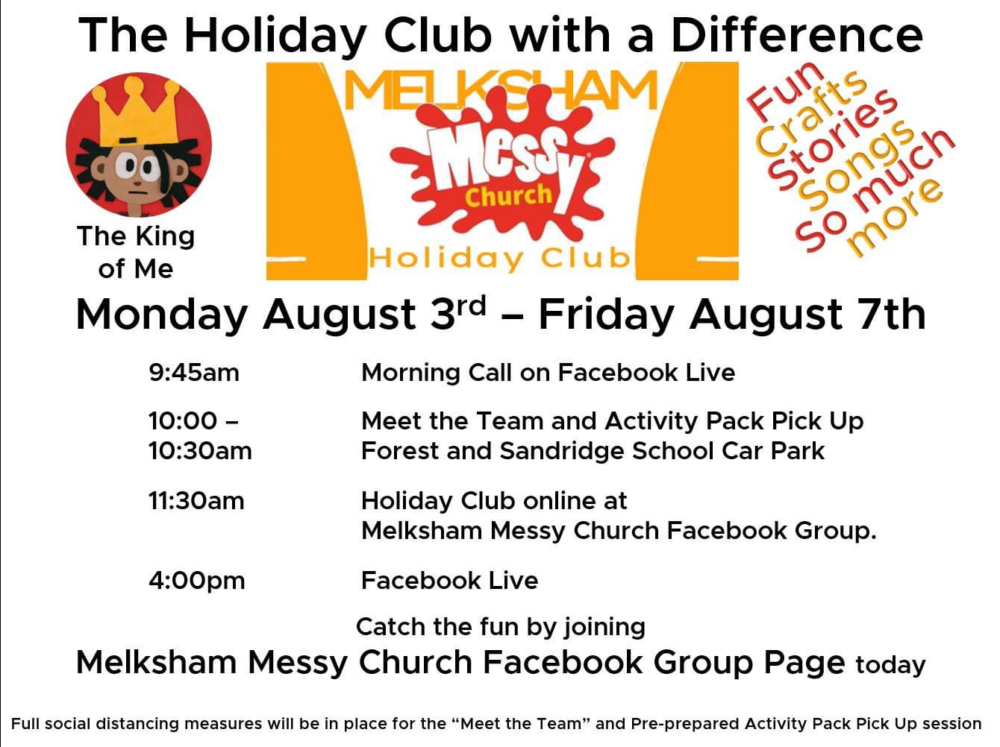 The Holiday Club with a Difference
MELKSHAM
Messy®
Church
Holiday Club
Fun
Crafts
Stories
Songs
So much
more
The King
of Me
Monday August 3rd – Friday August 7th
9:45am Morning Call on Facebook Live
10:00 – Meet the Team and Activity Pack Pick Up
10:30am Forest and Sandridge School Car Park
11:30am Holiday Club online at
Melksham Messy Church Facebook Group.
4:00pm Facebook Live
Catch the fun by joining
Melksham Messy Church Facebook Group Page today
Full social distancing measures will be in place for the “Meet the Team” and Pre-prepared Activity Pack Pick Up session